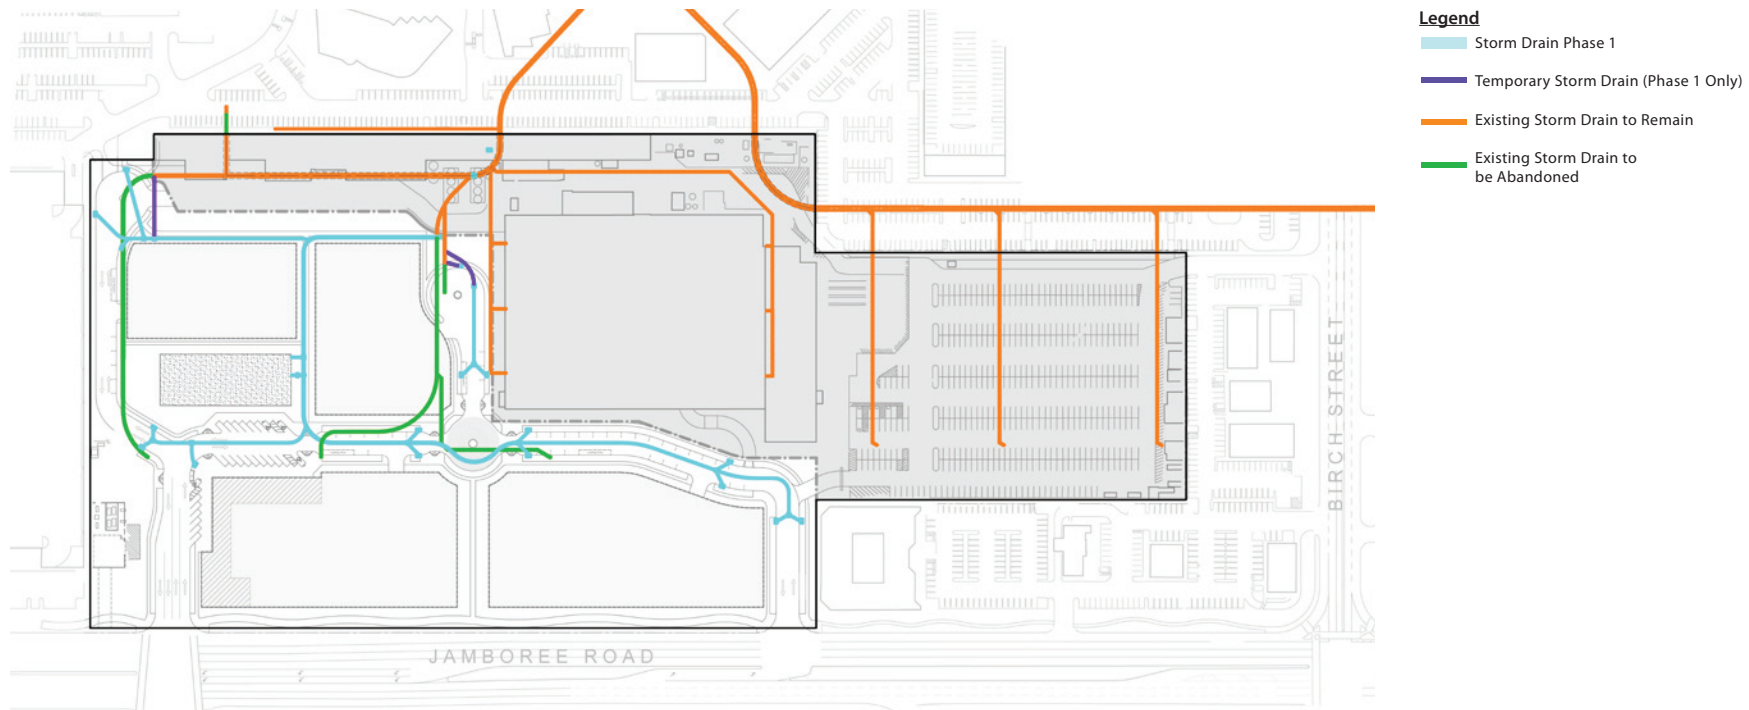 Legend
Storm Drain Phase 1
Temporary Storm Drain (Phase 1 Only)
Existing Storm Drain to Remain
Existing Storm Drain to
be Abandoned
BIRCH STREET
JAMBOREE ROAD